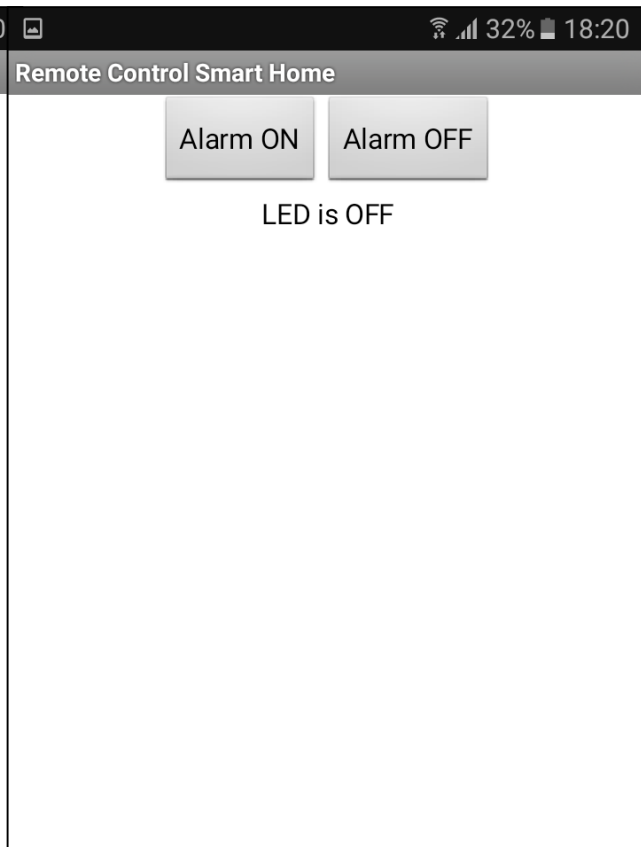 32% 18:20
Remote Control Smart Home
Alarm ON Alarm OFF
LED is OFF